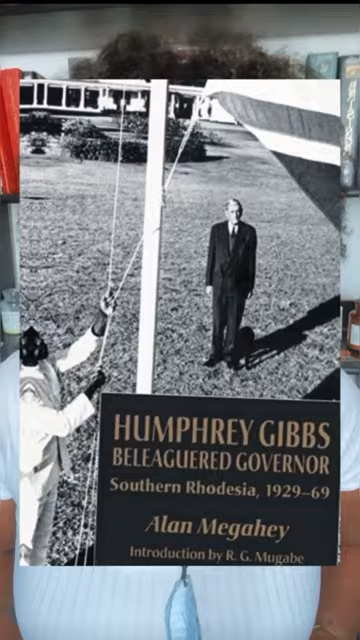 HUMPHREY GIBBS
BELEAGUERED GOVERNOR
Southern Rhodesia, 1929–69
Alan Megahey
Introduction by R. G. Mugabe